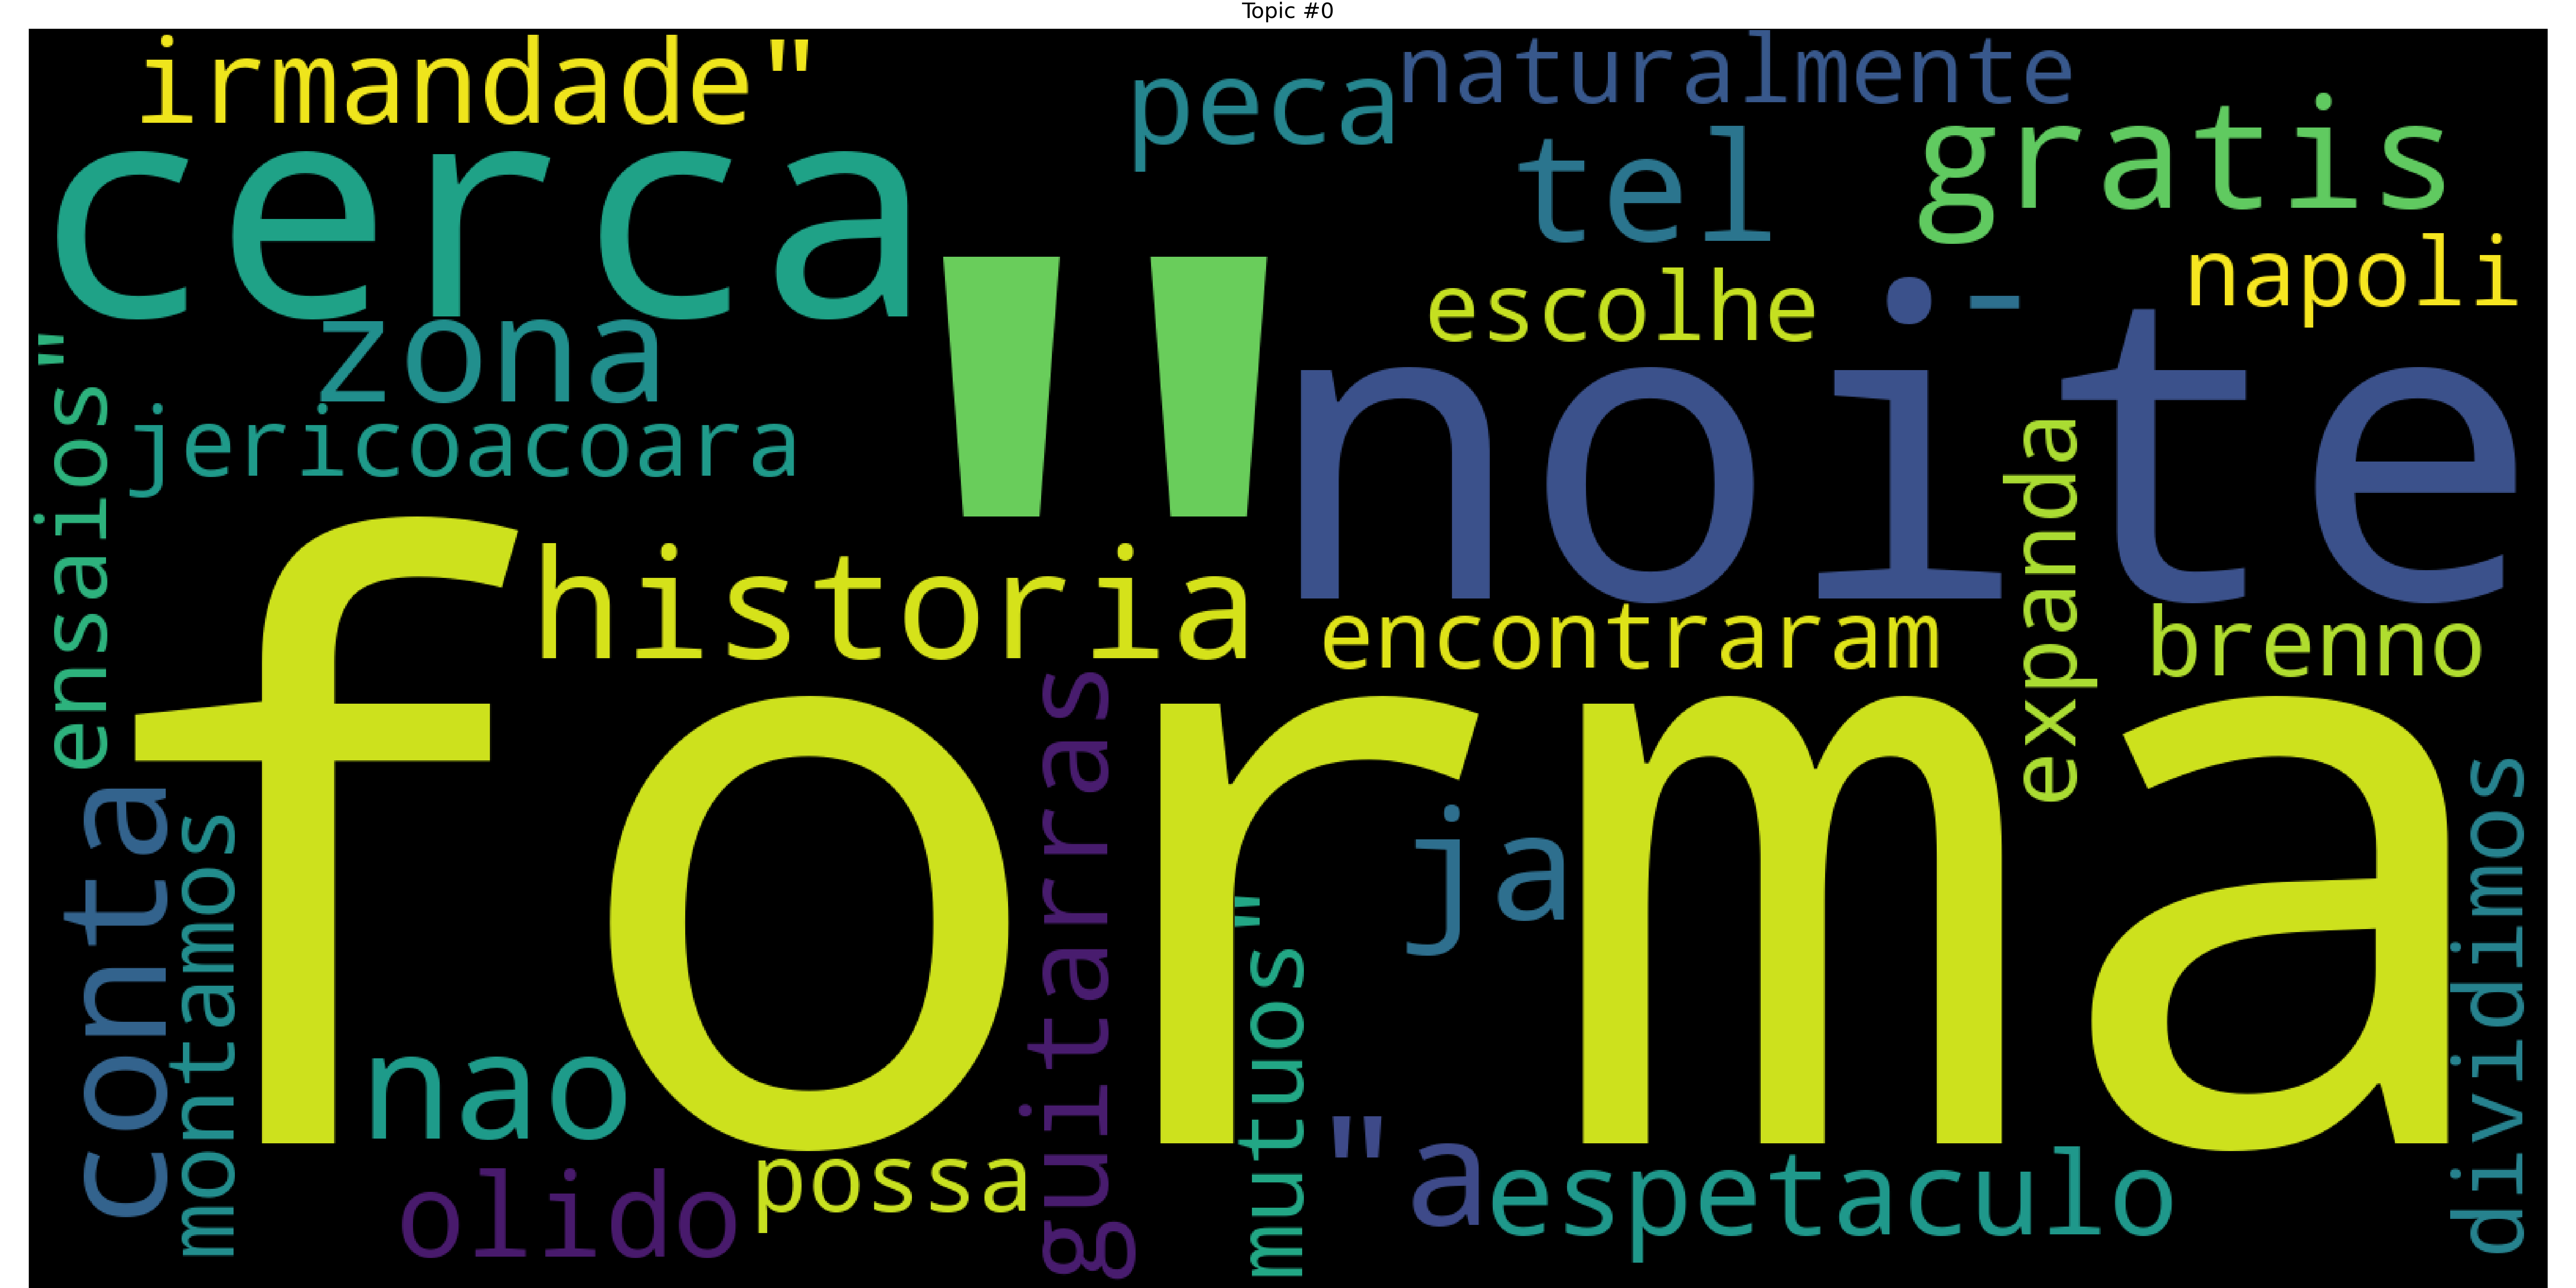 Topic #0
irmandade"
peca
naturalmente
cerca
tel
gratis
"
escolhe
.
-
napoli
zona
noite
ensaios"
jericoacoara
historia
encontraram
expanda
brenno
forma
guitarras
conta
montamos
ja
mutuos"
dividimos
nao
"a
espetaculo
possa
olido